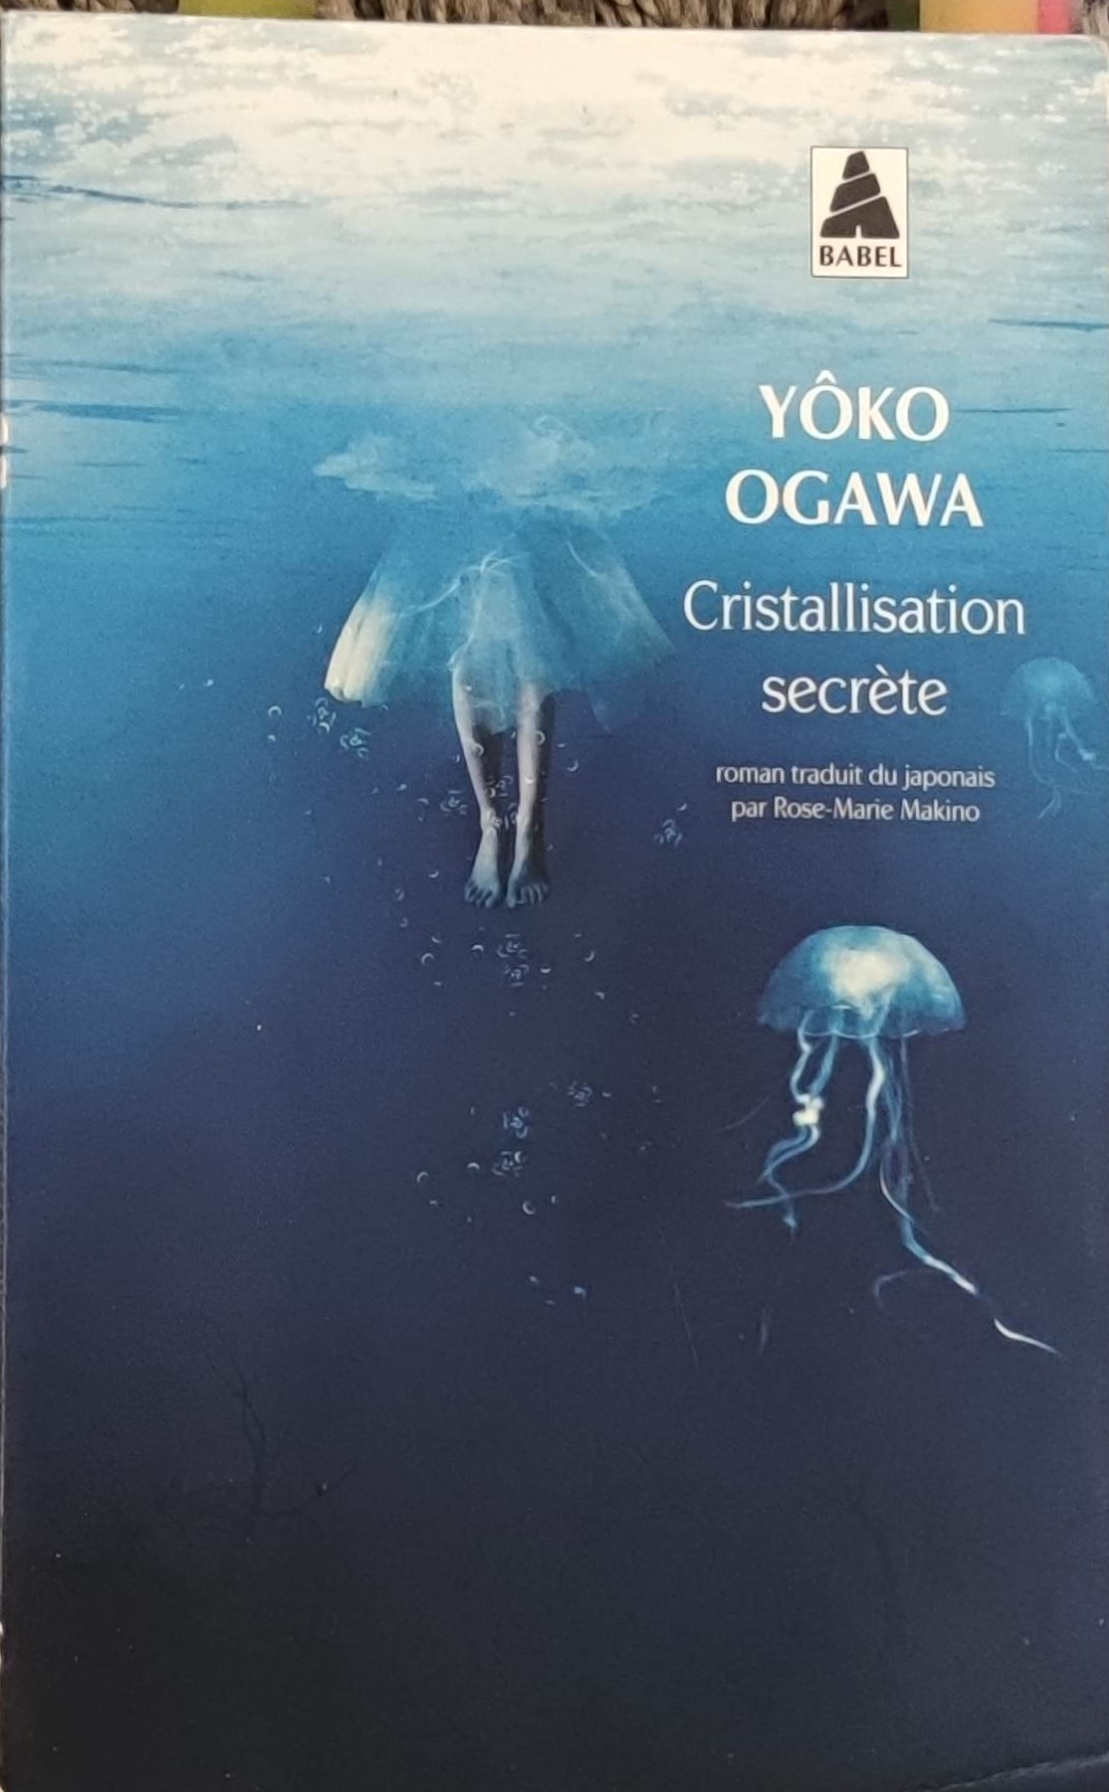 BABEL
YÔKO
OGAWA
Cristallisation
secrète
roman traduit du japonais
par Rose-Marie Makino